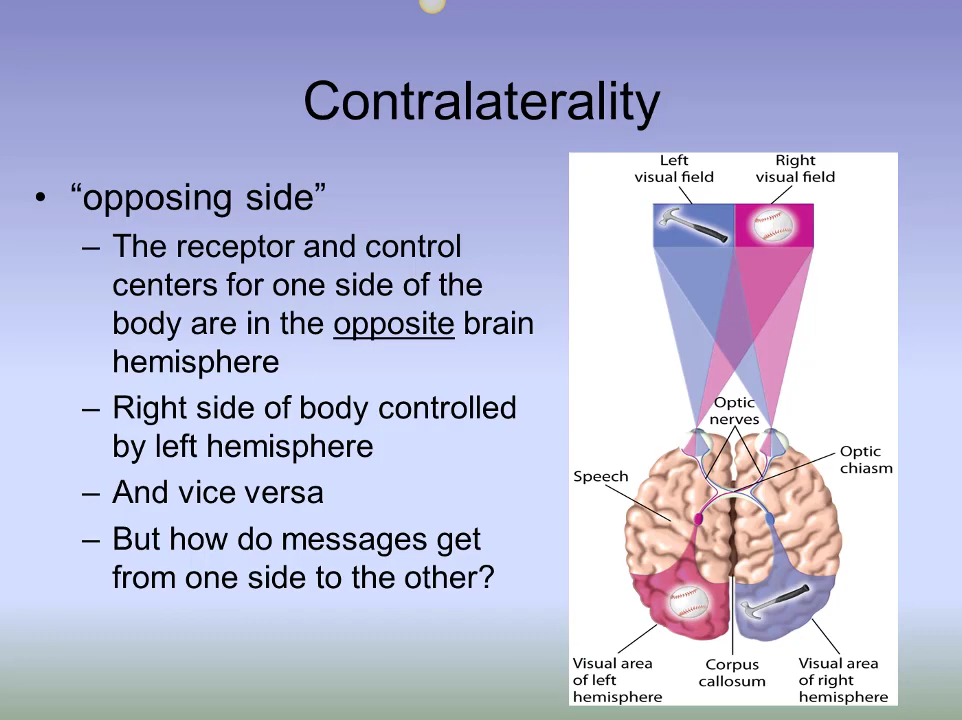 Contralaterality
• “opposing side”
– The receptor and control
centers for one side of the
body are in the opposite brain
hemisphere
– Right side of body controlled
by left hemisphere
– And vice versa
– But how do messages get
from one side to the other?
Left
visual field
Right
visual field
Optic
nerves
Optic
chiasm
Speech
Visual area
of left
hemisphere
Corpus
callosum
Visual area
of right
hemisphere